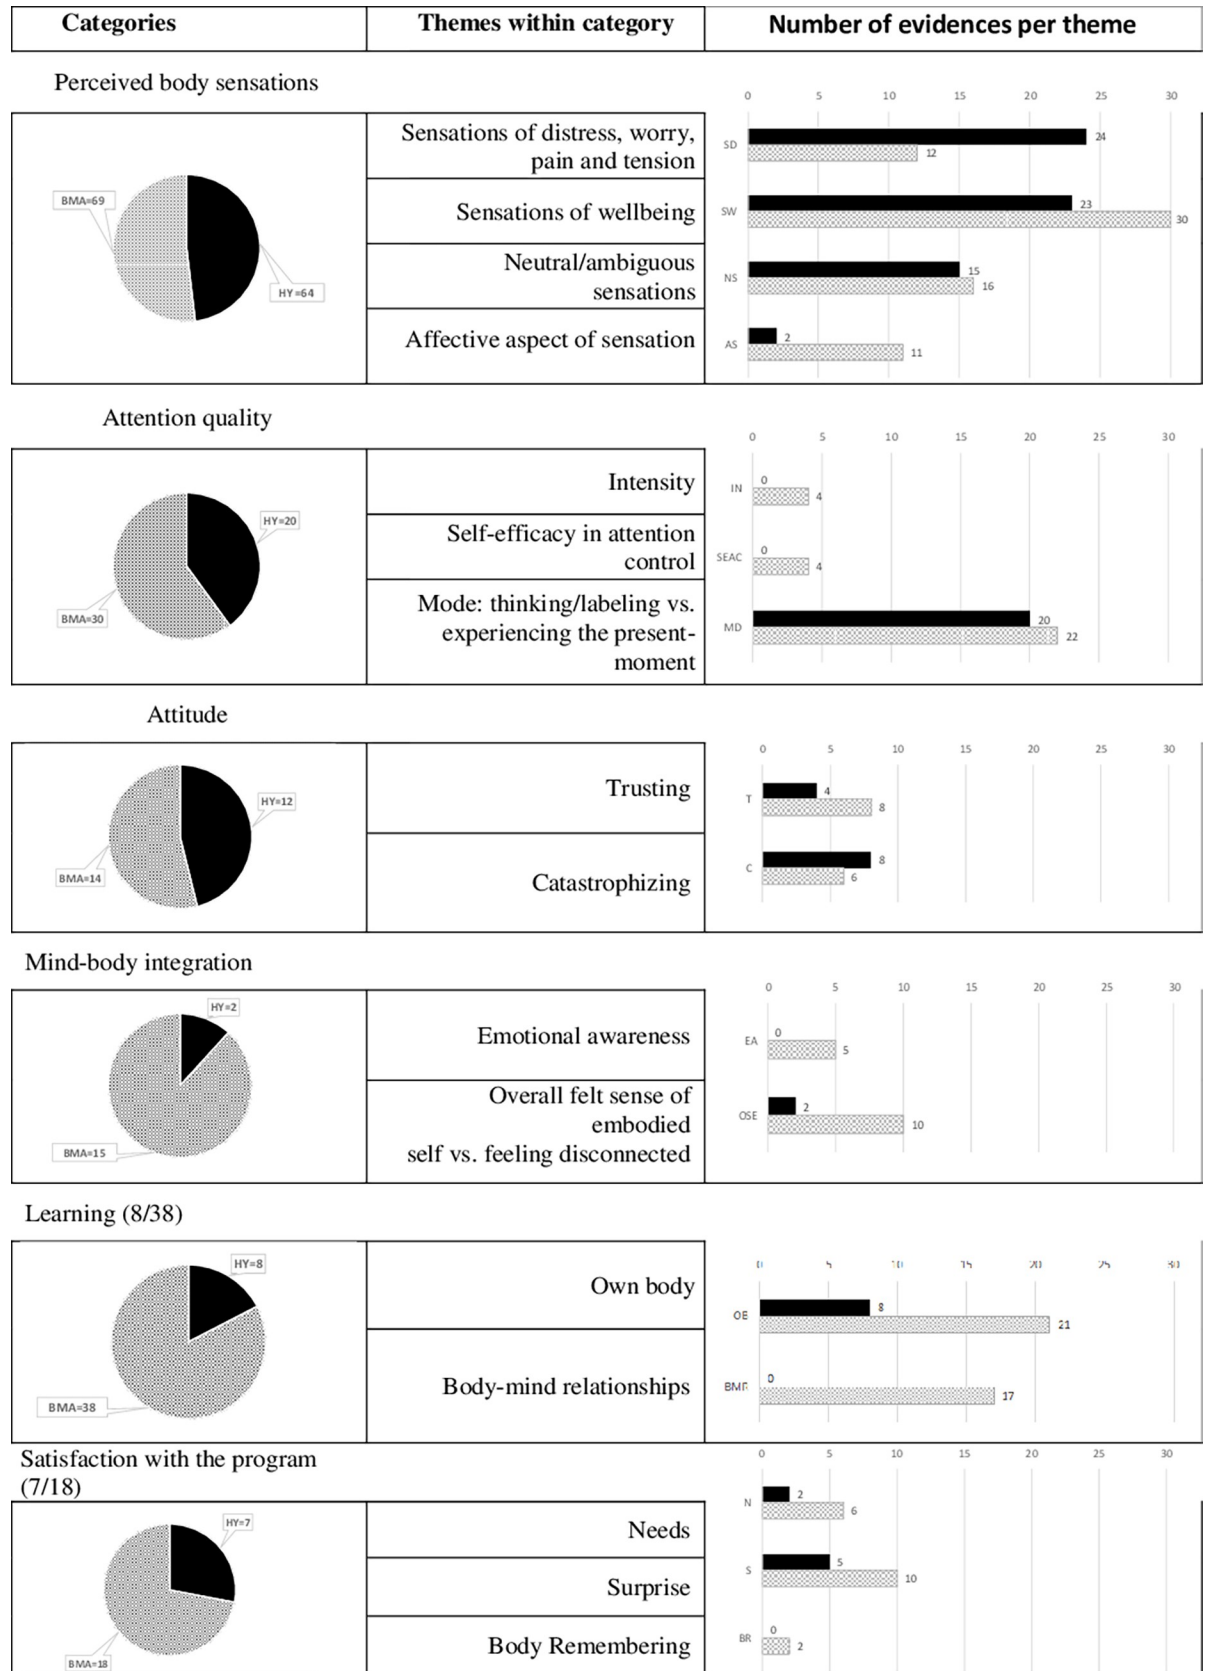 Categories
Themes within category
Number of evidences per theme
Perceived body sensations
0 5 10 15 20 25 30
BMA=69
HY =64
Sensations of distress, worry,
pain and tension
SD
24
12
Sensations of wellbeing
SW
23
30
Neutral/ambiguous
sensations
NS
15
16
Affective aspect of sensation
AS
2
11
Attention quality
0 5 10 15 20 25 30
HY=20
BMA=30
Intensity
IN
0
4
Self-efficacy in attention
control
SEAC
0
4
Mode: thinking/labeling vs.
experiencing the present-
moment
MD
20
22
Attitude
0 5 10 15 20 25 30
HY=12
BMA=14
Trusting
T
4
8
Catastrophizing
C
8
6
Mind-body integration
0 5 10 15 20 25 30
HY=2
BMA=15
Emotional awareness
EA
0
5
Overall felt sense of
embodied
self vs. feeling disconnected
OSE
2
10
Learning (8/38)
0 5 10 15 20 25 30
HY=8
BMA=38
Own body
OB
8
21
Body-mind relationships
BMR
0
17
Satisfaction with the program
(7/18)
0 5 10 15 20 25 30
HY=7
BMA=18
Needs
N
2
6
Surprise
S
5
10
Body Remembering
BR
0
2